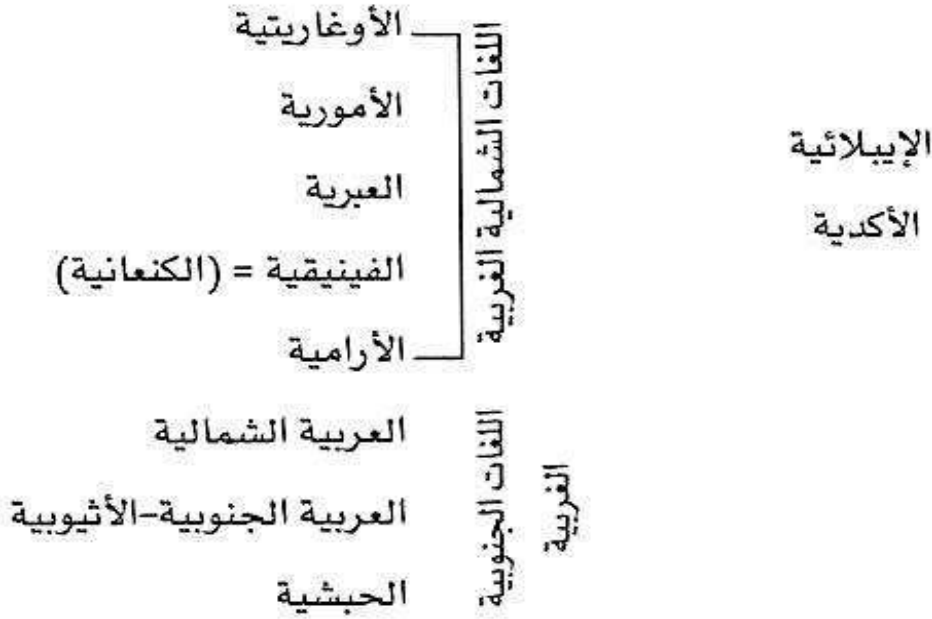 الإيبلائية
الأكدية
اللغات الشمالية الغربية
الأوغاريتية
الأمورية
العبرية
الفينيقية = (الكنعانية)
الأرامية
اللغات الجنوبية
الغربية
العربية الشمالية
العربية الجنوبية-الأثيوبية
الحبشية